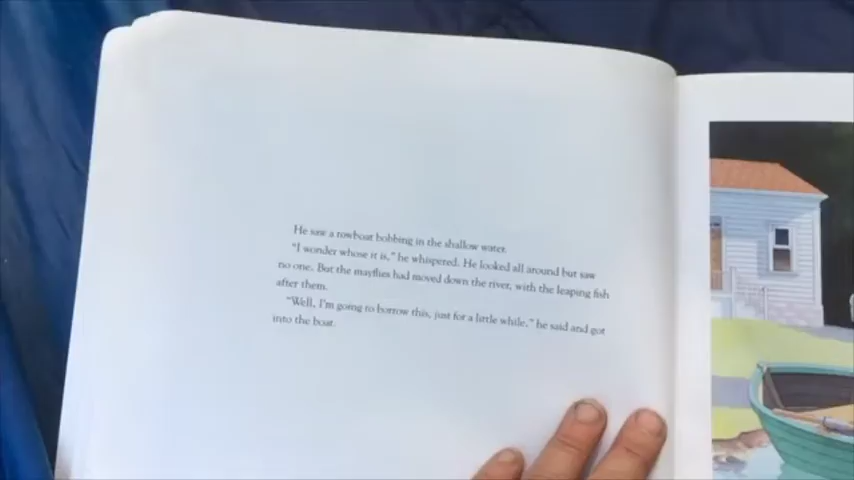 He saw a rowboat bobbing in the shallow water.
"I wonder whose it is," he whispered. He looked all around but saw
no one. But the mayflies had moved down the river, with the leaping fish
after them.
"Well, I'm going to borrow this, just for a little while," he said and got
into the boat.